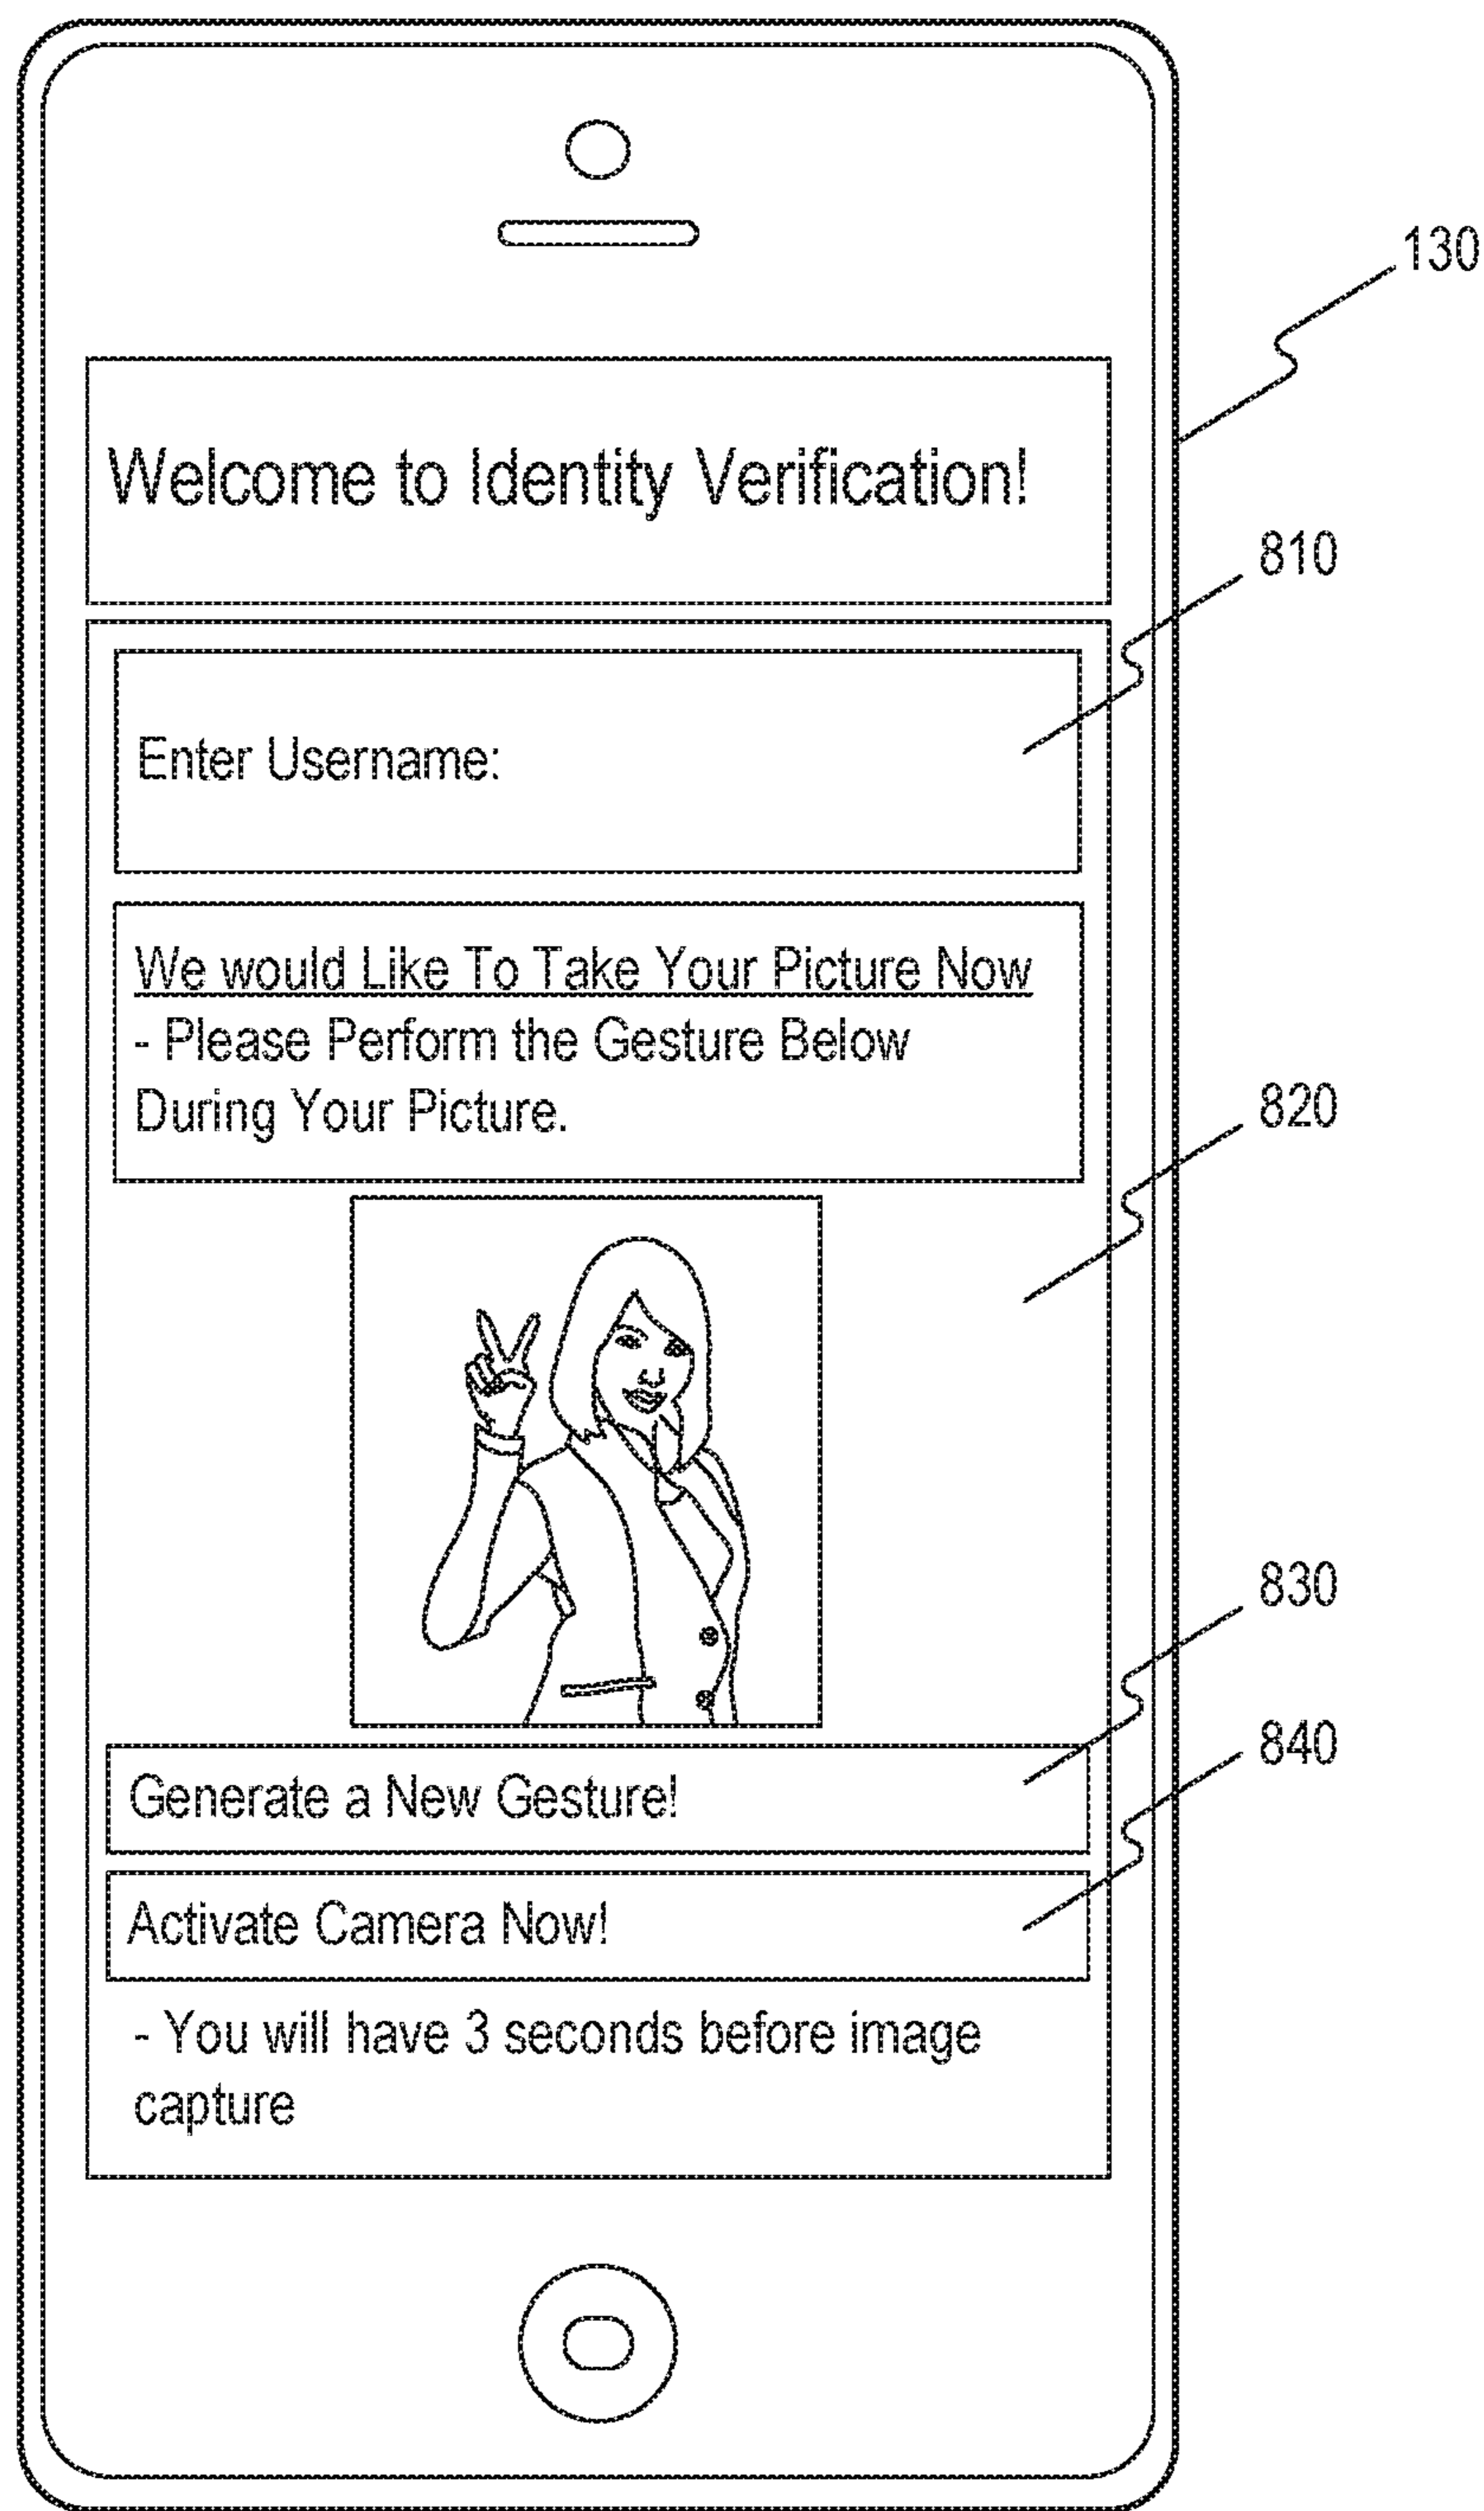 130
Welcome to Identity Verification!
810
Enter Username:
We would Like To Take Your Picture Now
- Please Perform the Gesture Below
During Your Picture.
820
830
Generate a New Gesture!
840
Activate Camera Now!
- You will have 3 seconds before image
capture